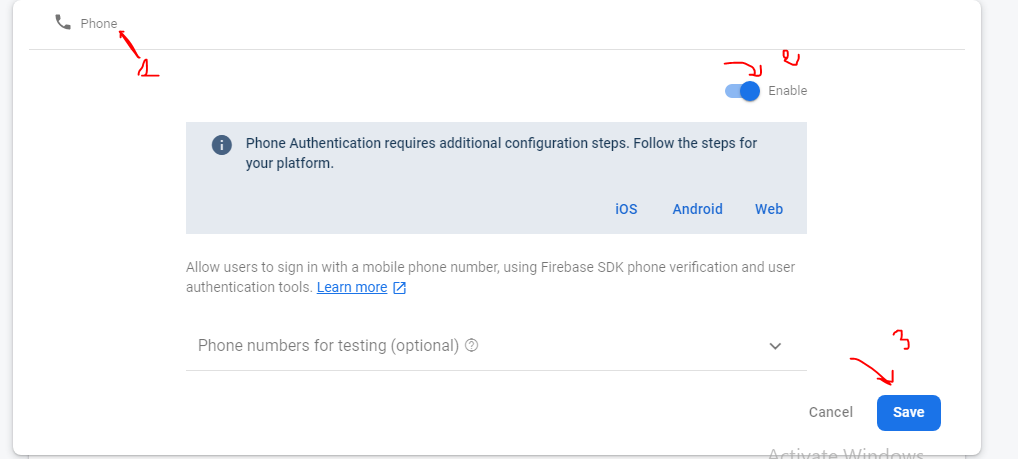 Phone
1
2
Enable
Phone Authentication requires additional configuration steps. Follow the steps for
your platform.
iOS Android Web
Allow users to sign in with a mobile phone number, using Firebase SDK phone verification and user
authentication tools. Learn more
Phone numbers for testing (optional)
3
Cancel Save
Activate Windows